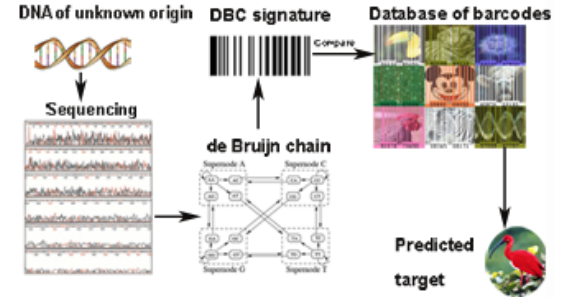 DNA of unknown origin
DBC signature
Database of barcodes
Compare
Sequencing
de Bruijn chain
Supernode A
Supernode C
Supernode G
Supernode T
Predicted
target